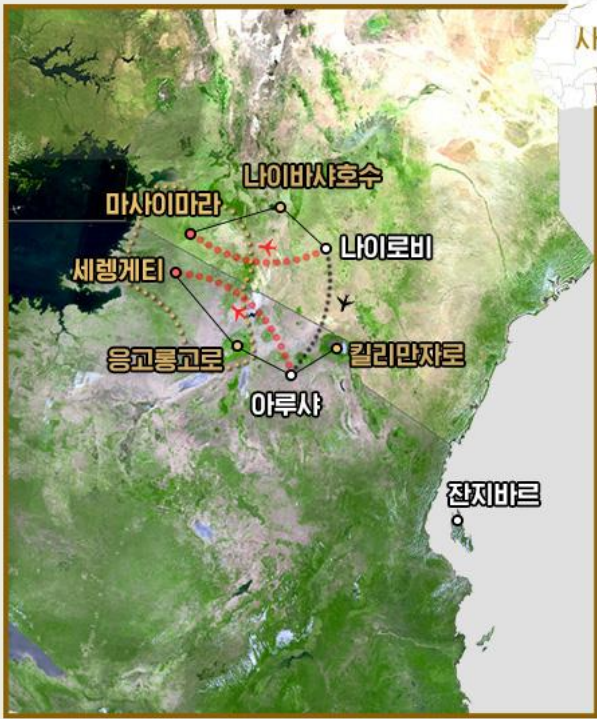 사
나이바샤호수
마사이마라
나이로비
세렝게티
응고롱고로
킬리만자로
아루샤
잔지바르